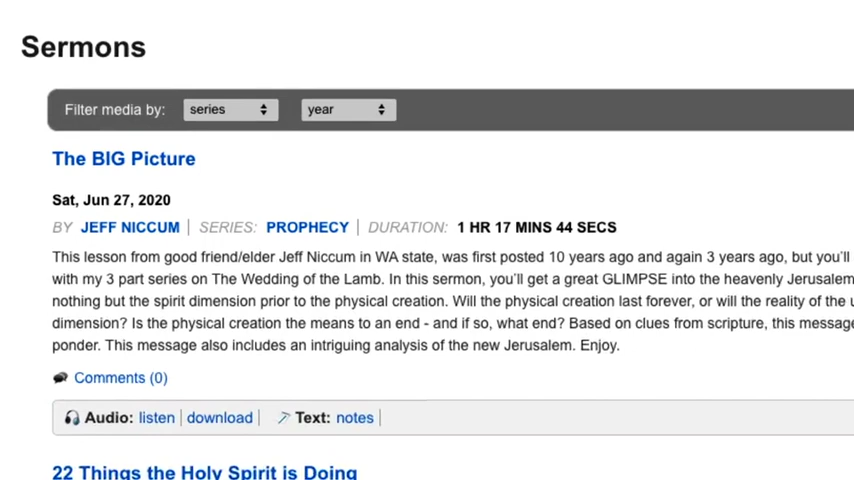 Sermons
Filter media by: series year
The BIG Picture
Sat, Jun 27, 2020
BY JEFF NICCUM | SERIES: PROPHECY | DURATION: 1 HR 17 MINS 44 SECS
This lesson from good friend/elder Jeff Niccum in WA state, was first posted 10 years ago and again 3 years ago, but you'll
with my 3 part series on The Wedding of the Lamb. In this sermon, you'll get a great GLIMPSE into the heavenly Jerusalem
nothing but the spirit dimension prior to the physical creation. Will the physical creation last forever, or will the reality of the
dimension? Is the physical creation the means to an end - and if so, what end? Based on clues from scripture, this message
ponder. This message also includes an intriguing analysis of the new Jerusalem. Enjoy.
Comments (0)
Audio: listen | download | Text: notes |
22 Things the Holy Spirit is Doing